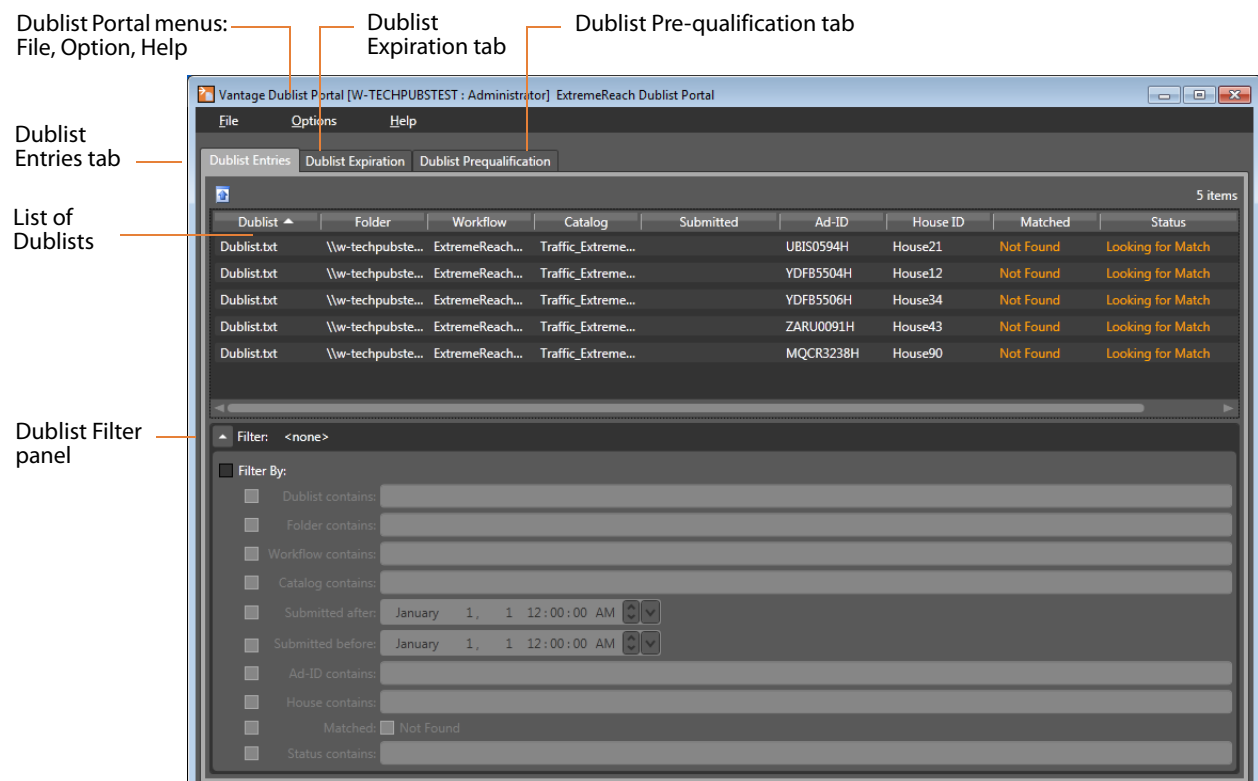 Dublist Portal menus:
File, Option, Help
Dublist
Expiration tab
Dublist Pre-qualification tab
Vantage Dublist Portal [W-TECHPUBSTEST : Administrator] ExtremeReach Dublist Portal
File Options Help
Dublist
Entries tab
Dublist Entries Dublist Expiration Dublist Prequalification
5 items
List of
Dublists
Dublist Folder Workflow Catalog Submitted Ad-ID House ID Matched Status
Dublist.txt \\w-techpubste... ExtremeReach... Traffic_Extreme... UBIS0594H House21 Not Found Looking for Match
Dublist.txt \\w-techpubste... ExtremeReach... Traffic_Extreme... YDFB5504H House12 Not Found Looking for Match
Dublist.txt \\w-techpubste... ExtremeReach... Traffic_Extreme... YDFB5506H House34 Not Found Looking for Match
Dublist.txt \\w-techpubste... ExtremeReach... Traffic_Extreme... ZARU0091H House43 Not Found Looking for Match
Dublist.txt \\w-techpubste... ExtremeReach... Traffic_Extreme... MQCR3238H House90 Not Found Looking for Match
Dublist Filter
panel
Filter: <none>
Filter By:
Dublist contains:
Folder contains:
Workflow contains:
Catalog contains:
Submitted after: January 1, 1 12:00:00 AM
Submitted before: January 1, 1 12:00:00 AM
Ad-ID contains:
House contains:
Matched: Not Found
Status contains: